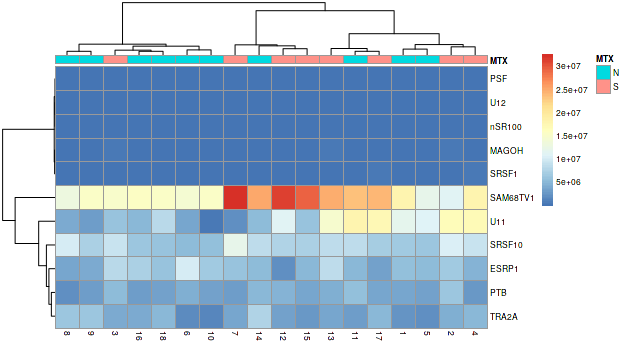 MTX
PSF
U12
nSR100
MAGOH
SRSF1
SAM68TV1
U11
SRSF10
ESRP1
PTB
TRA2A
8 9 3 16 18 6 10 7 14 12 15 13 11 17 1 5 2 4
3e+07
2.5e+07
2e+07
1.5e+07
1e+07
5e+06
MTX
N
S